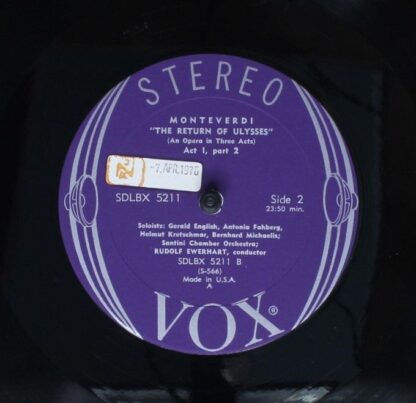 STEREO
MONTEVERDI
"THE RETURN OF ULYSSES"
(An Opera in Three Acts)
Act 1, part 2
-7. APR. 1970
SDLBX 5211
Side 2
23:50 min.
Soloists: Gerald English, Antonia Fahberg,
Helmut Kretschmar, Bernhard Michaelis;
Santini Chamber Orchestra;
RUDOLF EWERHART, conductor
SDLBX 5211 B
(S-566)
Made in U.S.A.
A
VOX®